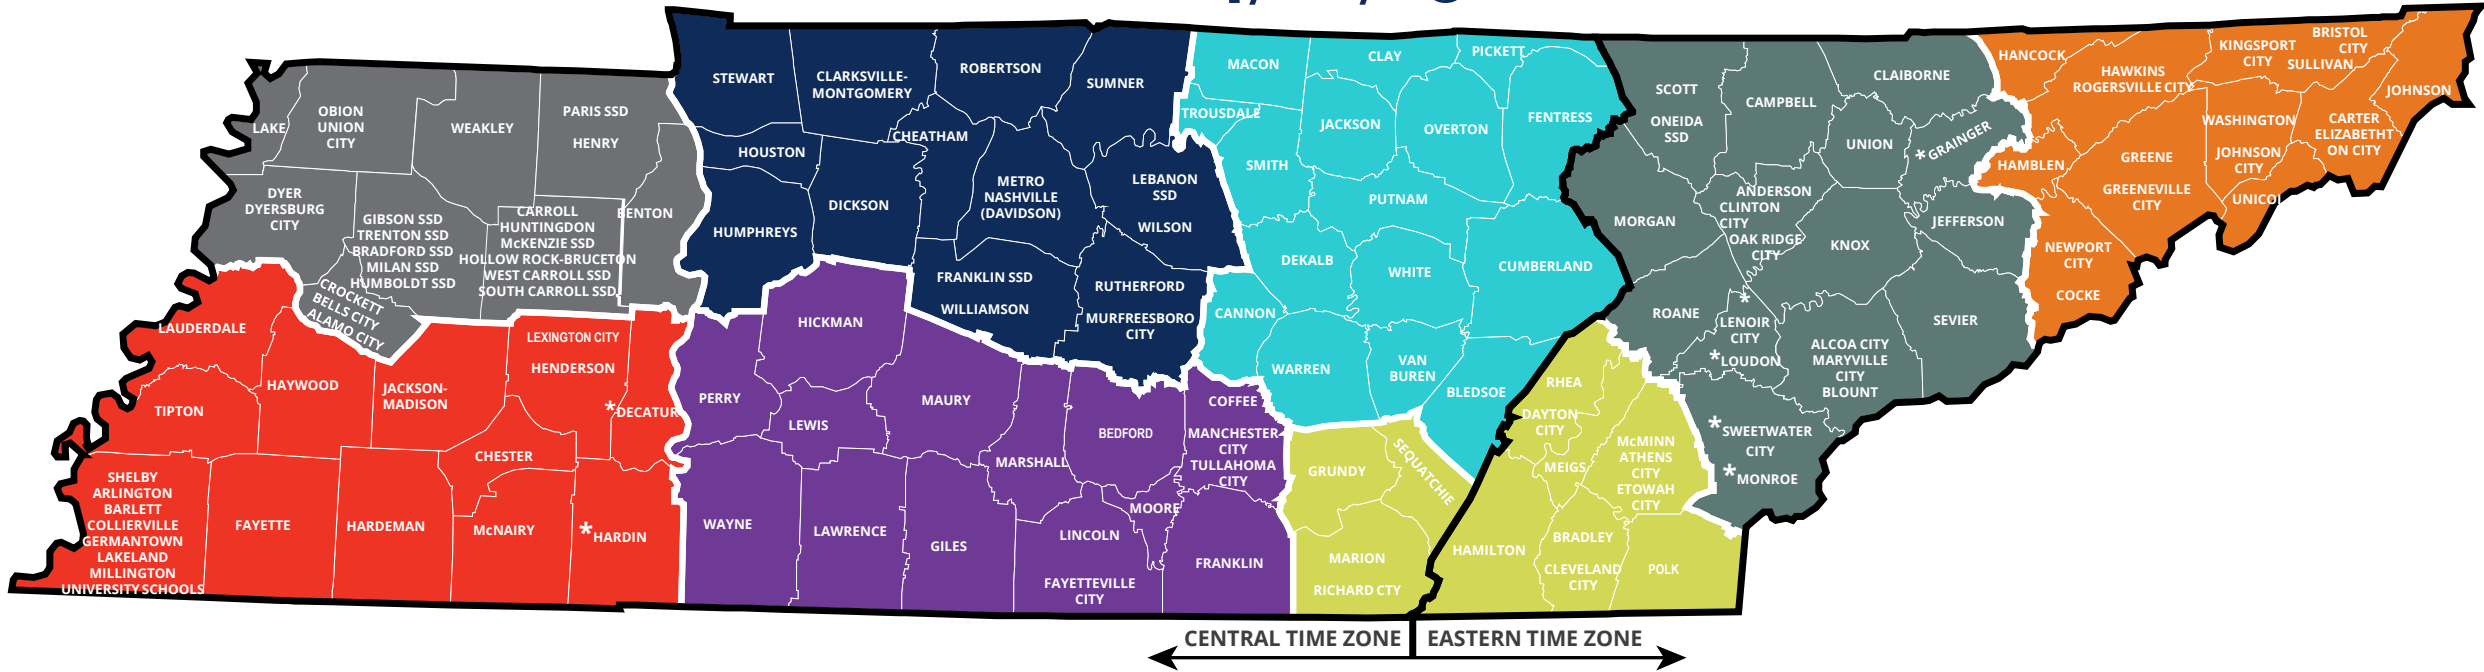 LAKE
OBION
UNION
CITY
WEAKLEY
PARIS SSD
HENRY
DYER
DYERSBURG
CITY
GIBSON SSD
TRENTON SSD
BRADFORD SSD
MILAN SSD
HUMBOLDT SSD
CARROLL
HUNTINGDON
McKENZIE SSD
HOLLOW ROCK-BRUCETON
WEST CARROLL SSD
SOUTH CARROLL SSD
BENTON
CROCKETT
BELLS CITY
ALAMO CITY
LAUDERDALE
HAYWOOD
TIPTON
JACKSON-
MADISON
LEXINGTON CITY
HENDERSON
*DECATUR
CHESTER
SHELBY
ARLINGTON
BARLETT
COLLIERVILLE
GERMANTOWN
LAKELAND
MILLINGTON
UNIVERSITY SCHOOLS
FAYETTE
HARDEMAN
McNAIRY
*HARDIN
STEWART
CLARKSVILLE-
MONTGOMERY
ROBERTSON
SUMNER
CHEATHAM
HOUSTON
DICKSON
HUMPHREYS
METRO
NASHVILLE
(DAVIDSON)
LEBANON
SSD
WILSON
FRANKLIN SSD
WILLIAMSON
RUTHERFORD
MURFREESBORO
CITY
HICKMAN
PERRY
LEWIS
MAURY
BEDFORD
MARSHALL
COFFEE
MANCHESTER
CITY
TULLAHOMA
CITY
MOORE
WAYNE
LAWRENCE
GILES
LINCOLN
FAYETTEVILLE
CITY
FRANKLIN
MACON
CLAY
PICKETT
TROUSDALE
JACKSON
OVERTON
FENTRESS
SMITH
PUTNAM
DEKALB
WHITE
CUMBERLAND
CANNON
WARREN
VAN
BUREN
BLEDSOE
GRUNDY
SEQUATCHIE
MARION
RICHARD CTY
RHEA
DAYTON
CITY
MEIGS
McMINN
ATHENS
CITY
ETOWAH
CITY
HAMILTON
BRADLEY
CLEVELAND
CITY
POLK
SCOTT
ONEIDA
SSD
CAMPBELL
CLAIBORNE
UNION
*GRAINGER
MORGAN
ANDERSON
CLINTON
CITY
OAK RIDGE
CITY
KNOX
JEFFERSON
ROANE
*
LENOIR
CITY
*LOUDON
ALCOA CITY
MARYVILLE
CITY
BLOUNT
SEVIER
*SWEETWATER
CITY
*MONROE
HANCOCK
HAWKINS
ROGERSVILLE CITY
KINGSPORT
CITY
BRISTOL
CITY
SULLIVAN
JOHNSON
HAMBLEN
GREENE
GREENEVILLE
CITY
WASHINGTON
JOHNSON
CITY
CARTER
ELIZABETHT
ON CITY
UNICOI
NEWPORT
CITY
COCKE
CENTRAL TIME ZONE
EASTERN TIME ZONE